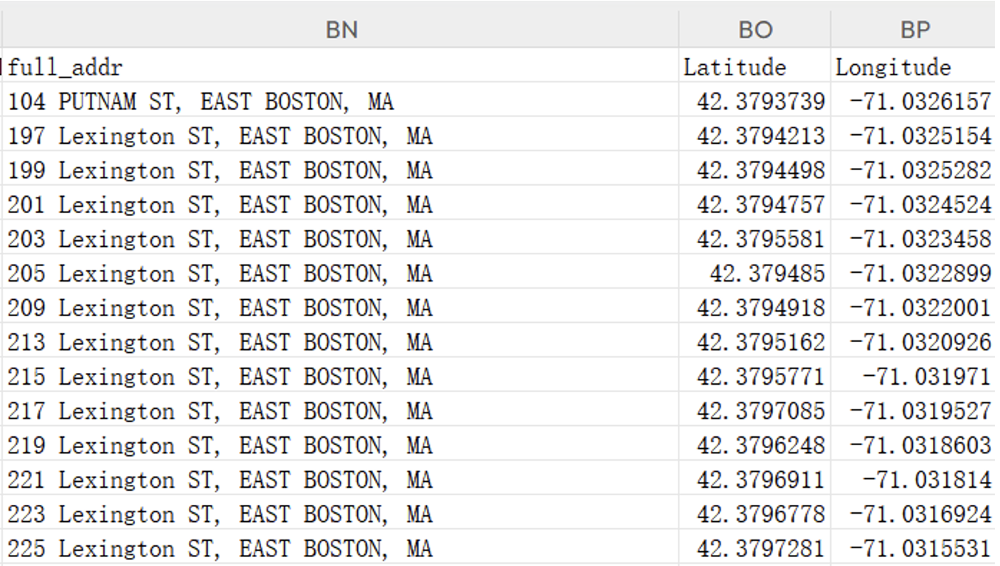 BN BO BP
full_addr Latitude Longitude
104 PUTNAM ST, EAST BOSTON, MA 42.3793739 -71.0326157
197 Lexington ST, EAST BOSTON, MA 42.3794213 -71.0325154
199 Lexington ST, EAST BOSTON, MA 42.3794498 -71.0325282
201 Lexington ST, EAST BOSTON, MA 42.3794757 -71.0324524
203 Lexington ST, EAST BOSTON, MA 42.3795581 -71.0323458
205 Lexington ST, EAST BOSTON, MA 42.379485 -71.0322899
209 Lexington ST, EAST BOSTON, MA 42.3794918 -71.0322001
213 Lexington ST, EAST BOSTON, MA 42.3795162 -71.0320926
215 Lexington ST, EAST BOSTON, MA 42.3795771 -71.031971
217 Lexington ST, EAST BOSTON, MA 42.3797085 -71.0319527
219 Lexington ST, EAST BOSTON, MA 42.3796248 -71.0318603
221 Lexington ST, EAST BOSTON, MA 42.3796911 -71.031814
223 Lexington ST, EAST BOSTON, MA 42.3796778 -71.0316924
225 Lexington ST, EAST BOSTON, MA 42.3797281 -71.0315531